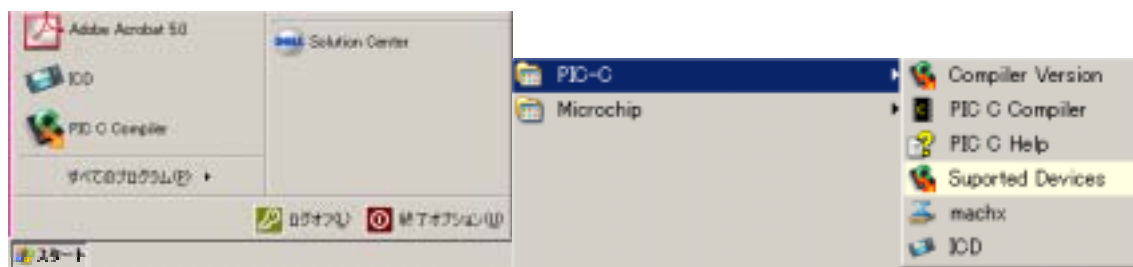 Adobe Acrobat 5.0
ICD
PIC C Compiler
すべてのプログラム(P)
DELL Solution Center
ログオフ(L)
終了オプション(U)
スタート
PIC-C
Microchip
Compiler Version
PIC C Compiler
PIC C Help
Suported Devices
machx
ICD